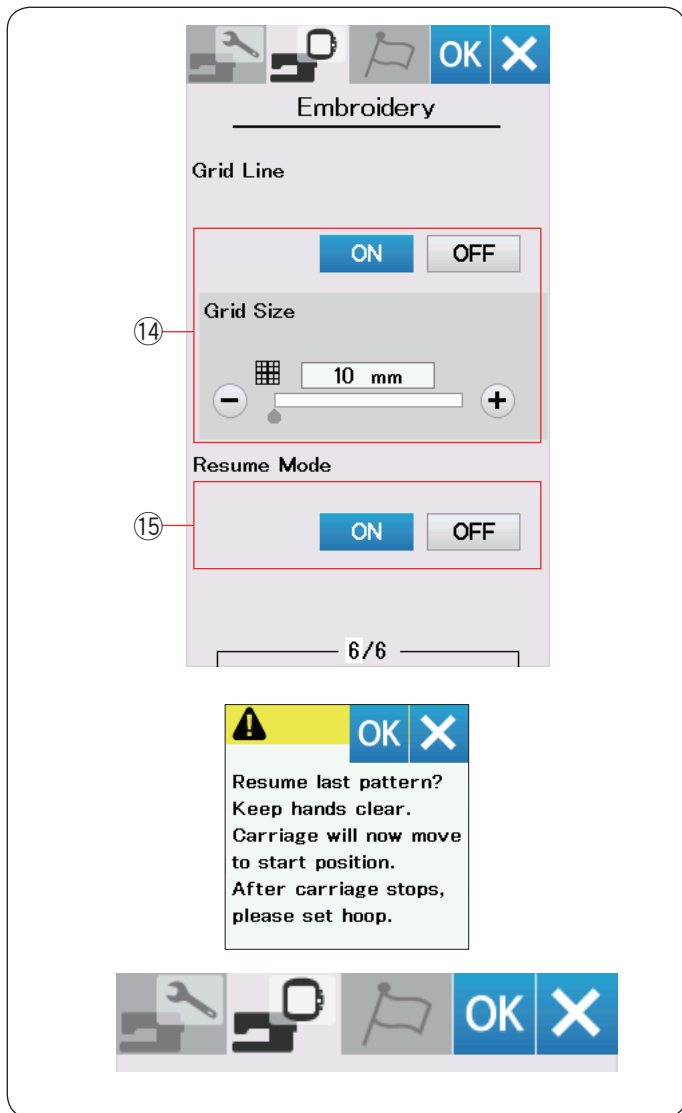 OK
Embroidery
Grid Line
ON OFF
Grid Size
⑭
10 mm
Resume Mode
⑮
ON OFF
6/6
OK
Resume last pattern?
Keep hands clear.
Carriage will now move
to start position.
After carriage stops,
please set hoop.
OK